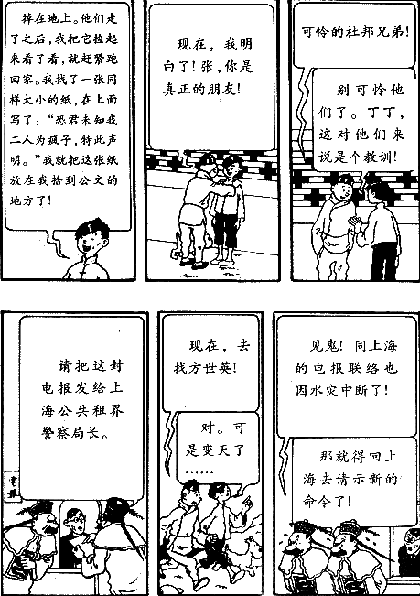 掉在地上。他们走
了之后，我把它拾起
来看了看，就赶紧跑
回家。我找了一张同
样大小的纸，在上面
写了：“恐君未知我
二人为疯子，特此声
明。”我就把这张纸
放在我拾到公文的
地方了！
现在，我明
白了！张，你是
真正的朋友！
可怜的杜邦兄弟！
别可怜他
们了。丁丁，
这对他们来
说是个教训！
请把这封
电报发给上
海公共租界
警察局长。
电报
现在，去
找方世英！
对。可
是变天了
……
见鬼！同上海
的电报联络也
因水灾中断了！
那就得回上
海去请示新的
命令了！